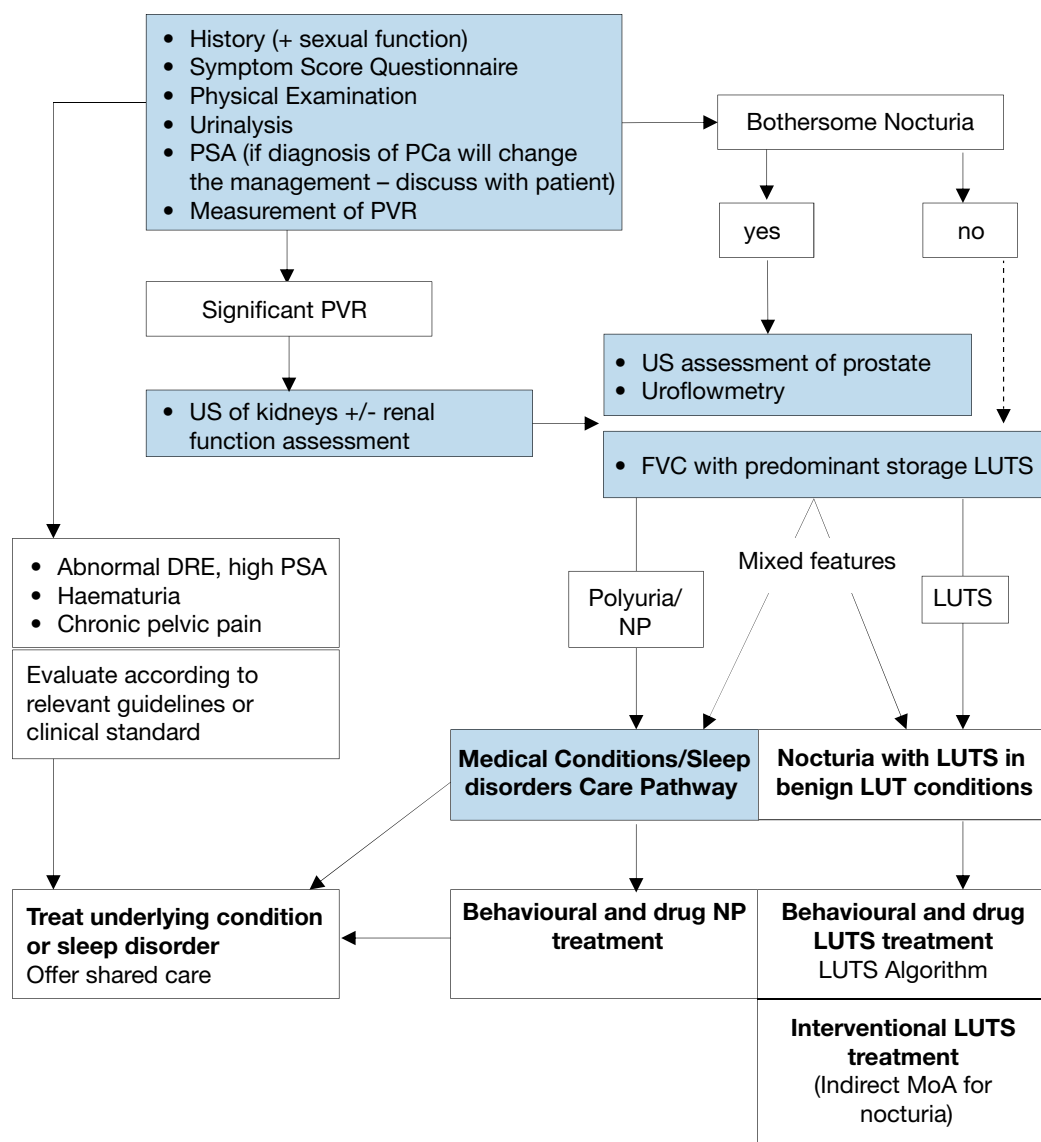 • History (+ sexual function)
• Symptom Score Questionnaire
• Physical Examination
• Urinalysis
• PSA (if diagnosis of PCa will change
the management – discuss with patient)
• Measurement of PVR
Bothersome Nocturia
yes
no
Significant PVR
• US assessment of prostate
• Uroflowmetry
• US of kidneys +/- renal
function assessment
• FVC with predominant storage LUTS
• Abnormal DRE, high PSA
• Haematuria
• Chronic pelvic pain
Evaluate according to
relevant guidelines or
clinical standard
Mixed features
Polyuria/
NP
LUTS
Medical Conditions/Sleep
disorders Care Pathway
Nocturia with LUTS in
benign LUT conditions
Treat underlying condition
or sleep disorder
Offer shared care
Behavioural and drug NP
treatment
Behavioural and drug
LUTS treatment
LUTS Algorithm
Interventional LUTS
treatment
(Indirect MoA for
nocturia)